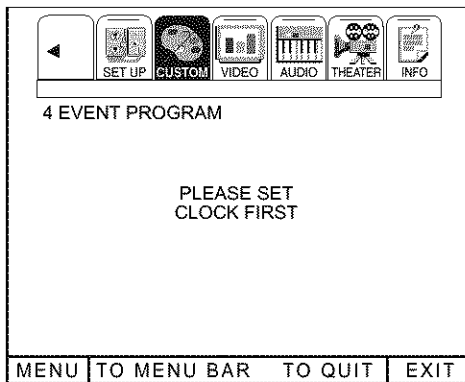 SET UP CUSTOM VIDEO AUDIO THEATER INFO
4 EVENT PROGRAM
PLEASE SET
CLOCK FIRST
MENU TO MENU BAR TO QUIT EXIT